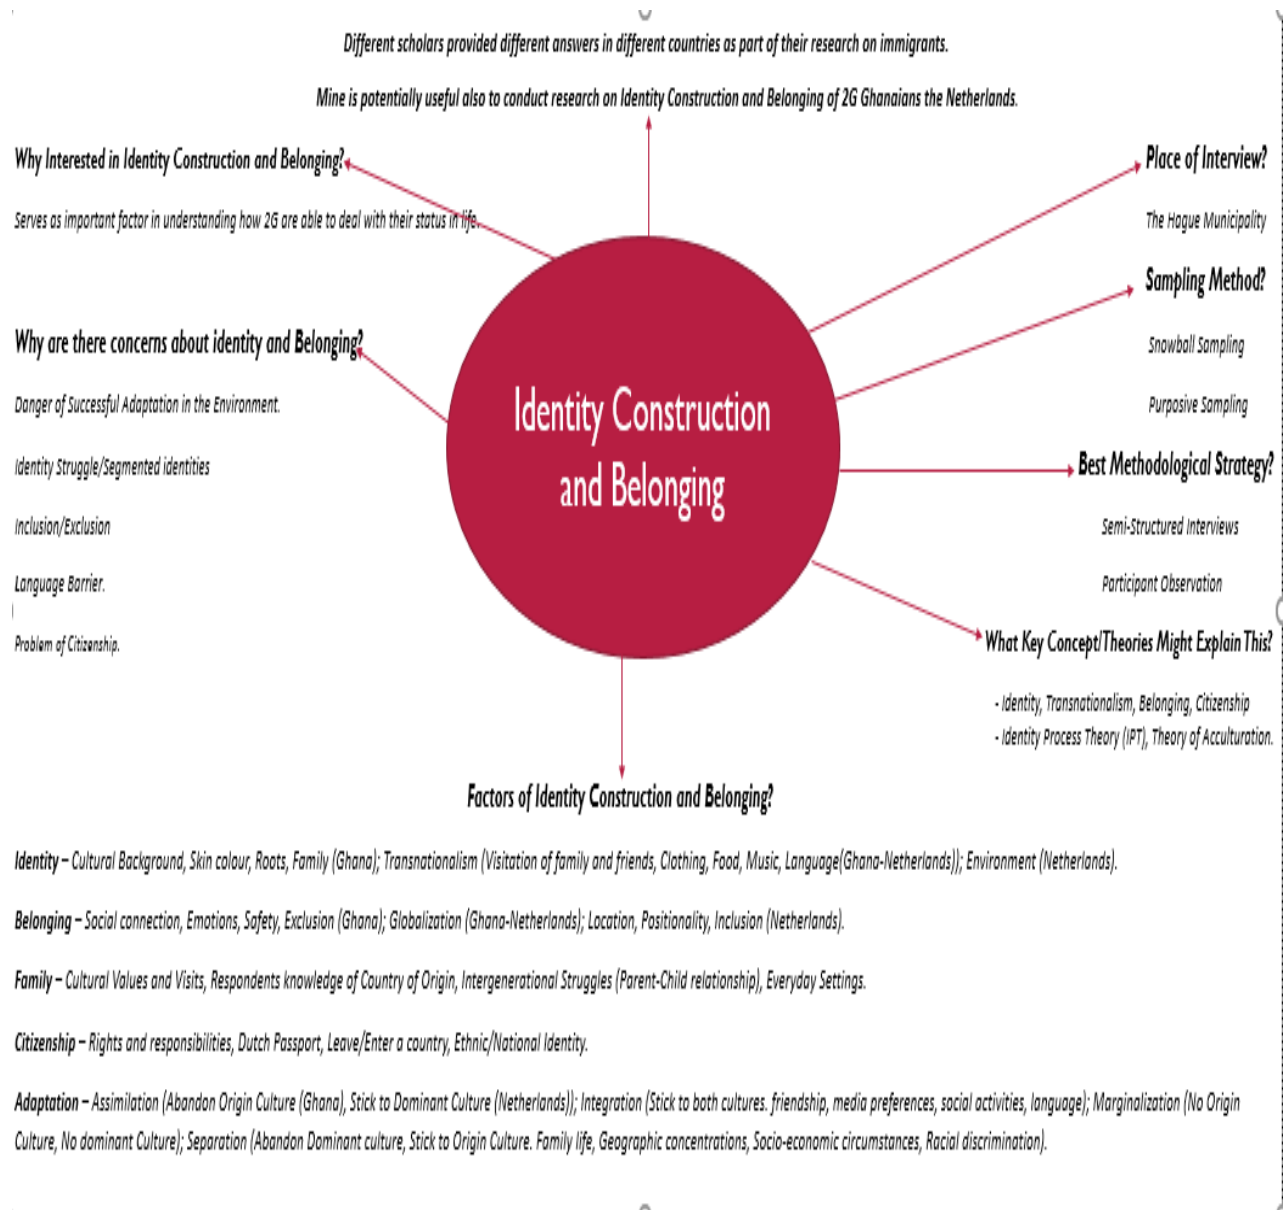 Different scholars provided different answers in different countries as part of their research on immigrants.
Mine is potentially useful also to conduct research on Identity Construction and Belonging of 2G Ghanaians the Netherlands.
Why Interested in Identity Construction and Belonging?
Serves as important factor in understanding how 2G are able to deal with their status in life.
Why are there concerns about identity and Belonging?
Danger of Successful Adaptation in the Environment.
Identity Struggle/Segmented identities
Inclusion/Exclusion
Language Barrier.
Problem of Citizenship.
Identity Construction
and Belonging
Place of Interview?
The Hague Municipality
Sampling Method?
Snowball Sampling
Purposive Sampling
Best Methodological Strategy?
Semi-Structured Interviews
Participant Observation
What Key Concept/Theories Might Explain This?
- Identity, Transnationalism, Belonging, Citizenship
- Identity Process Theory (IPT), Theory of Acculturation.
Factors of Identity Construction and Belonging?
Identity – Cultural Background, Skin colour, Roots, Family (Ghana); Transnationalism (Visitation of family and friends, Clothing, Food, Music, Language(Ghana-Netherlands)); Environment (Netherlands).
Belonging – Social connection, Emotions, Safety, Exclusion (Ghana); Globalization (Ghana-Netherlands); Location, Positionality, Inclusion (Netherlands).
Family – Cultural Values and Visits, Respondents knowledge of Country of Origin, Intergenerational Struggles (Parent-Child relationship), Everyday Settings.
Citizenship – Rights and responsibilities, Dutch Passport, Leave/Enter a country, Ethnic/National Identity.
Adaptation – Assimilation (Abandon Origin Culture (Ghana), Stick to Dominant Culture (Netherlands)); Integration (Stick to both cultures. friendship, media preferences, social activities, language); Marginalization (No Origin
Culture, No dominant Culture); Separation (Abandon Dominant culture, Stick to Origin Culture. Family life, Geographic concentrations, Socio-economic circumstances, Racial discrimination).